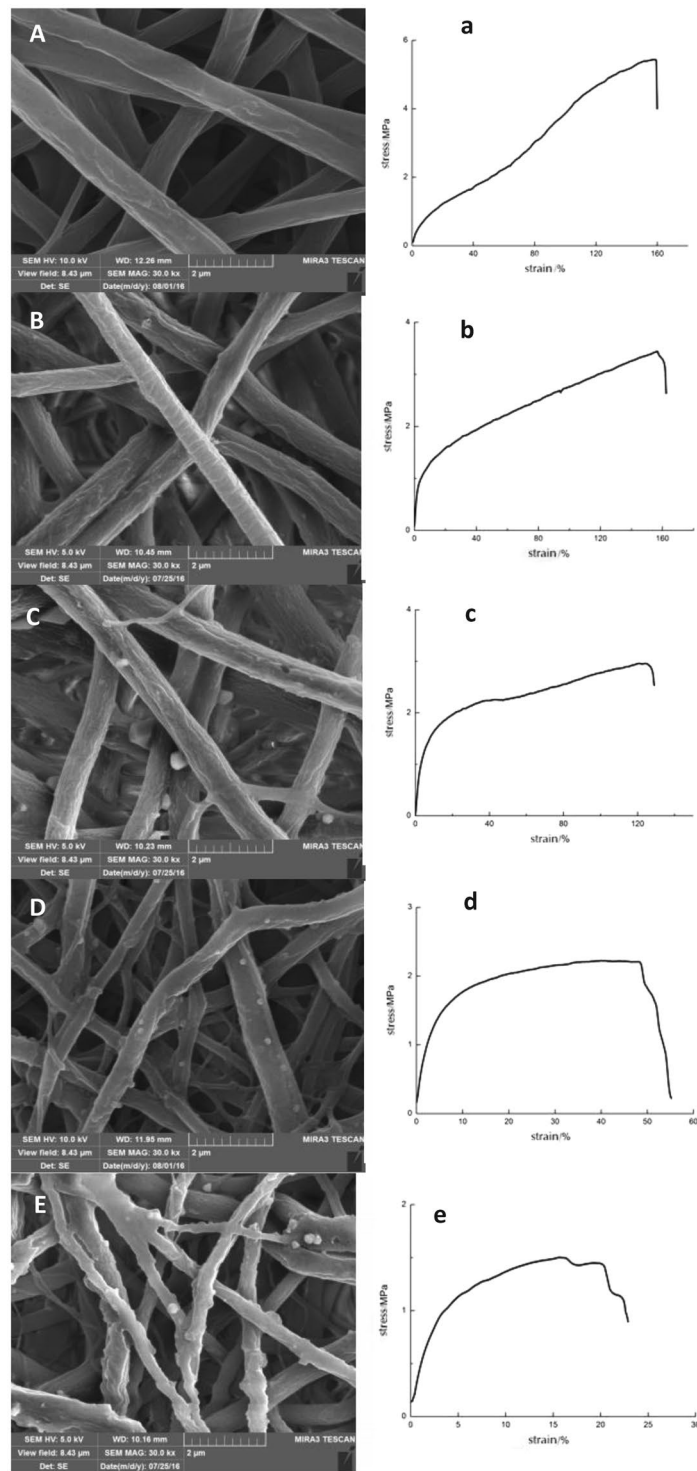 A
SEM HV: 10.0 kV WD: 12.26 mm MIRA3 TESCAN
View field: 8.43 µm SEM MAG: 30.0 kx 2 µm
Det: SE Date(m/d/y): 08/01/16
a
6
4
2
0
stress/MPa
0 40 80 120 160
strain/%
B
SEM HV: 5.0 kV WD: 10.45 mm MIRA3 TESCAN
View field: 8.43 µm SEM MAG: 30.0 kx 2 µm
Det: SE Date(m/d/y): 07/25/16
b
4
2
0
stress/MPa
0 40 80 120 160
strain/%
C
SEM HV: 5.0 kV WD: 10.23 mm MIRA3 TESCAN
View field: 8.43 µm SEM MAG: 30.0 kx 2 µm
Det: SE Date(m/d/y): 07/25/16
c
4
2
0
stress/MPa
0 40 80 120
strain/%
D
SEM HV: 10.0 kV WD: 11.95 mm MIRA3 TESCAN
View field: 8.43 µm SEM MAG: 30.0 kx 2 µm
Det: SE Date(m/d/y): 08/01/16
d
3
2
1
0
stress/MPa
0 10 20 30 40 50 60
strain/%
E
SEM HV: 5.0 kV WD: 10.16 mm MIRA3 TESCAN
View field: 8.43 µm SEM MAG: 30.0 kx 2 µm
Det: SE Date(m/d/y): 07/25/16
e
2
1
0
stress/MPa
0 5 10 15 20 25 30
strain/%